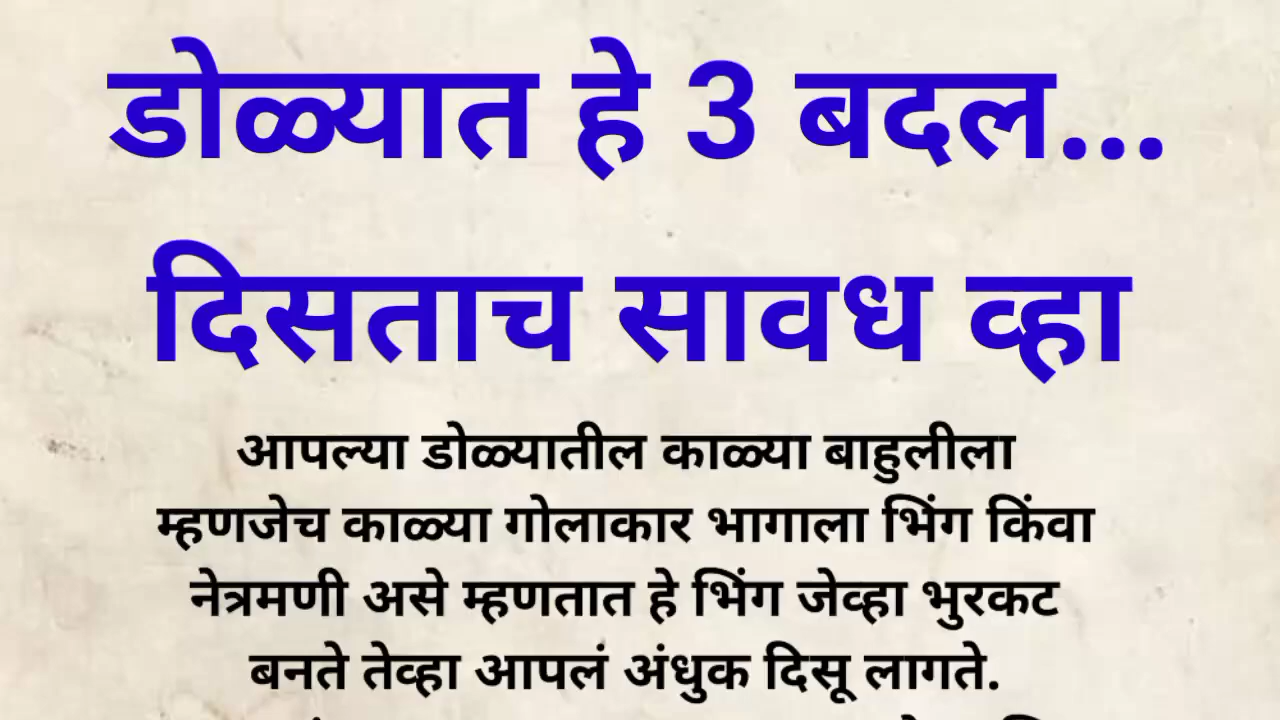 डोळ्यात हे 3 बदल...
दिसताच सावध व्हा
आपल्या डोळ्यातील काळ्या बाहुलीला
म्हणजेच काळ्या गोलाकार भागाला भिंग किंवा
नेत्रमणी असे म्हणतात हे भिंग जेव्हा भुरकट
बनते तेव्हा आपलं अंधुक दिसू लागते.